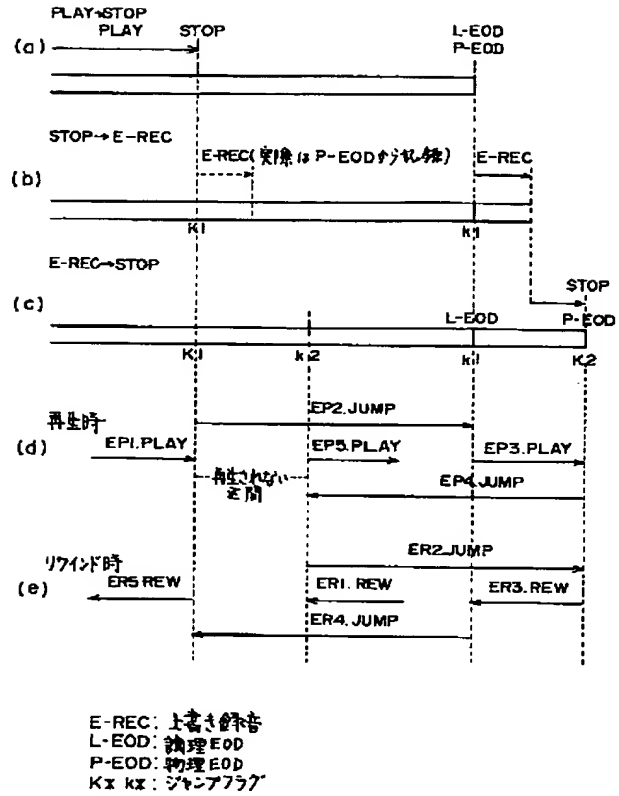 PLAY→STOP
PLAY STOP L-EOD
(a) P-EOD
STOP→E-REC
E-REC(実際はP-EODから記録) E-REC
(b)
K1 k1
E-REC→STOP
STOP
(c) L-EOD P-EOD
K1 k2 k1 K2
再生時 EP2.JUMP
(d) EP1.PLAY EP5.PLAY EP3.PLAY
再生されない EP4.JUMP
区間
リワインド時 ER2.JUMP
(e) ER5.REW ER1.REW ER3.REW
ER4.JUMP
E-REC: 上書き録音
L-EOD: 論理EOD
P-EOD: 物理EOD
Kx kx: ジャンプフラグ